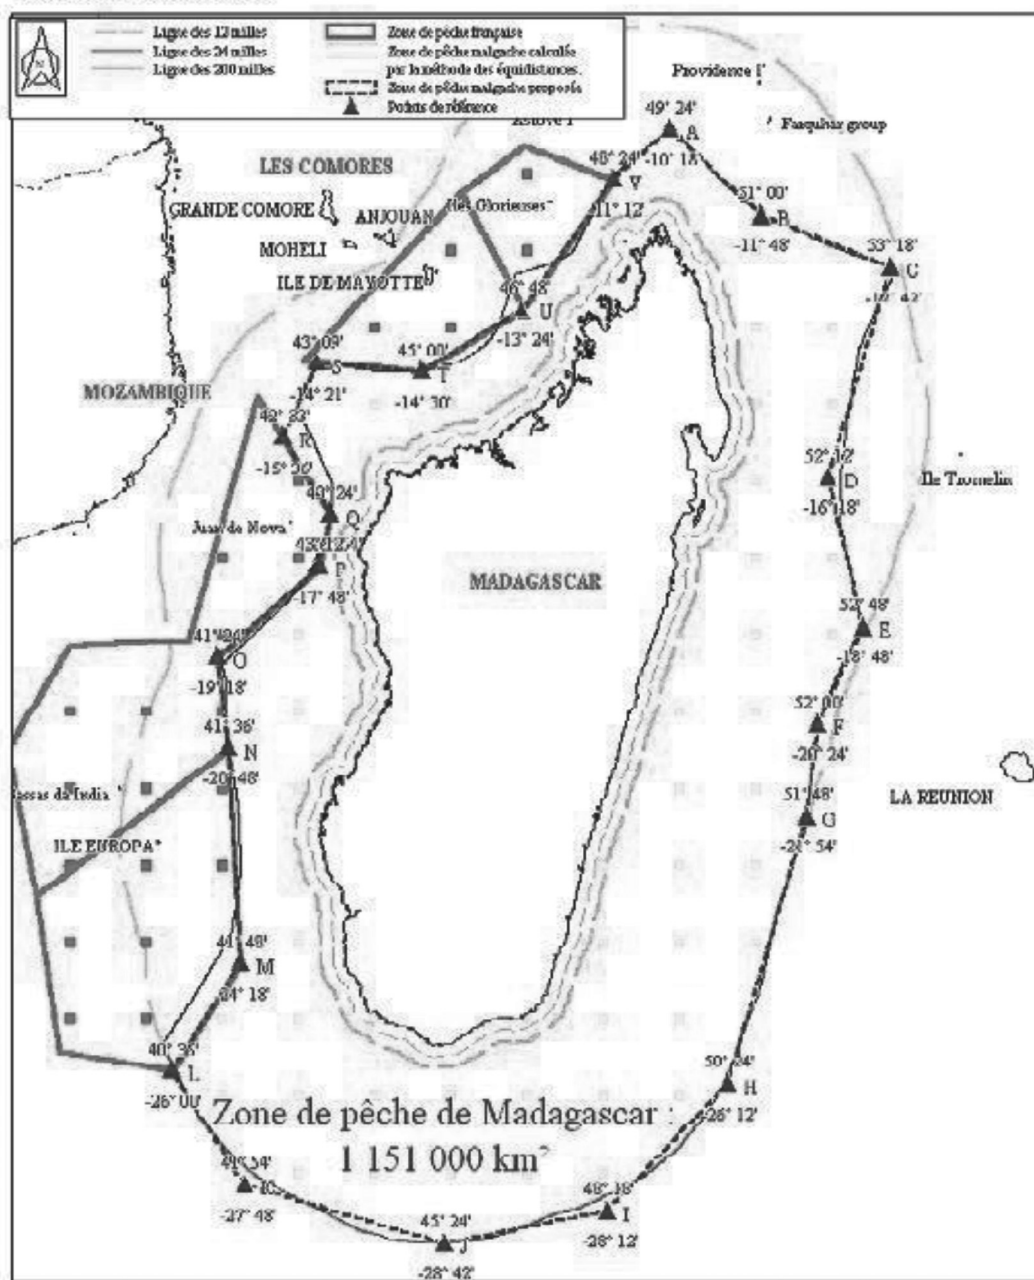 Ligne des 12 milles
Ligne des 24 milles
Ligne des 200 milles
Zone de pêche française
Zone de pêche malgache calculée
par la méthode des équidistances.
Zone de pêche malgache proposée
Points de référence
N
Providence I
Farquhar group
Astove I
LES COMORES
GRANDE COMORE
ANJOUAN
MOHELI
ILE DE MAYOTTE
Iles Glorieuses
MOZAMBIQUE
Juan de Nova
MADAGASCAR
Ile Tromelin
LA REUNION
assas da India
ILE EUROPA
49° 24'
A
-10° 18'
51° 00'
B
-11° 48'
53° 18'
C
52° 12'
D
-16° 18'
52° 48'
E
-18° 48'
52° 00'
F
-20° 24'
51° 48'
G
-21° 54'
50° 24'
H
-26° 12'
48° 18'
I
-28° 12'
45° 24'
J
-28° 42'
K
-27° 48'
40° 36'
L
-26° 00'
41° 48'
M
-24° 18'
41° 36'
N
-20° 48'
41° 24'
O
-19° 18'
P
-17° 48'
Q
R
43° 09'
S
-14° 21'
45° 00'
T
-14° 30'
46° 48'
U
-13° 24'
48° 24'
V
-11° 12'
Zone de pêche de Madagascar :
1 151 000 km²